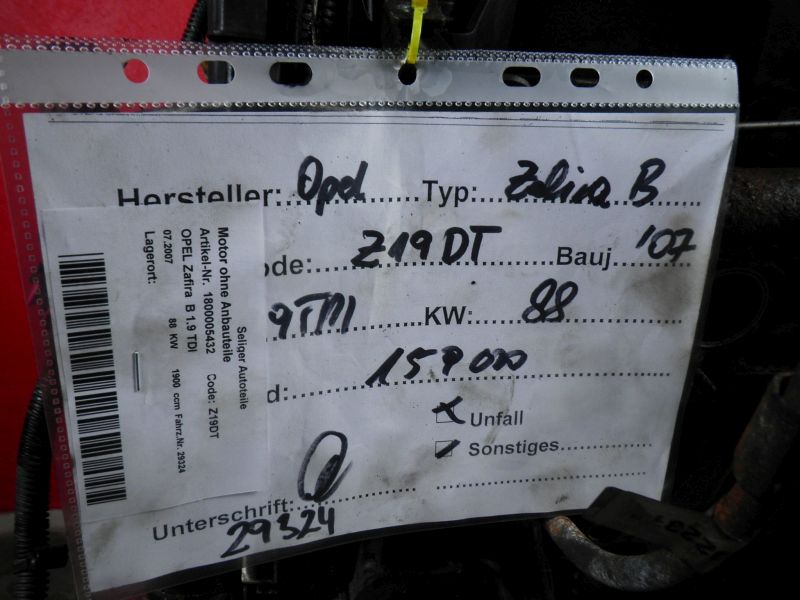 Hersteller: Opel Typ: Zafira B
ode: Z19DT Bauj '07
9TDI KW: 88
d: 159 000
Unfall
Sonstiges
Unterschrift:
29324
Seliger Autoteile
Motor ohne Anbauteile
Artikel-Nr. 1800005432 Code: Z19DT
OPEL Zafira B 1.9 TDI
07.2007 88 KW 1900 ccm Fahrz.Nr. 29324
Lagerort: